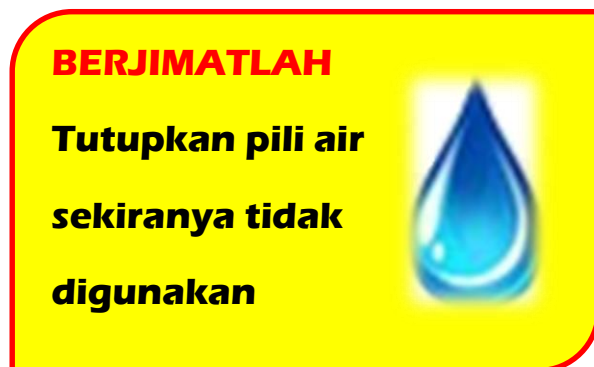 BERJIMATLAH
Tutupkan pili air
sekiranya tidak
digunakan